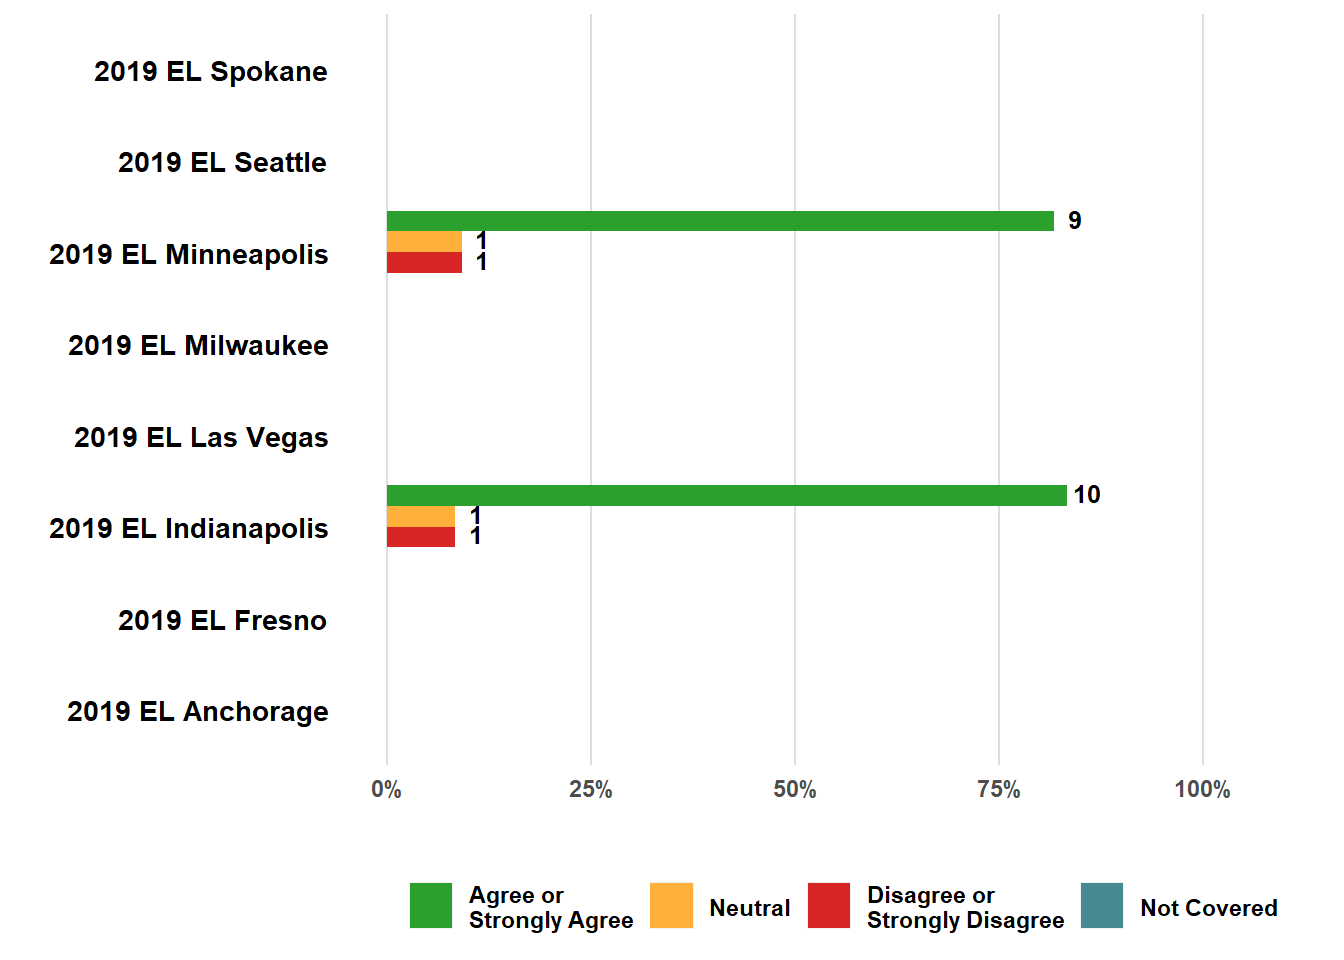 2019 EL Spokane
2019 EL Seattle
9
1
2019 EL Minneapolis
1
2019 EL Milwaukee
2019 EL Las Vegas
10
1
2019 EL Indianapolis
1
2019 EL Fresno
2019 EL Anchorage
0% 25% 50% 75% 100%
Agree or
Strongly Agree
Neutral
Disagree or
Strongly Disagree
Not Covered